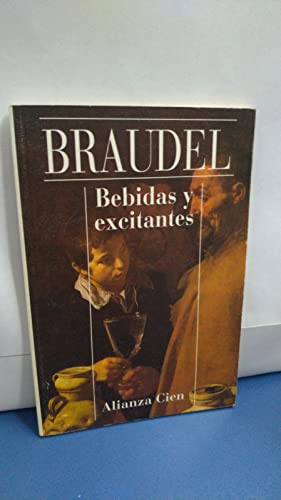 BRAUDEL
Bebidas y
excitantes
Alianza Cien